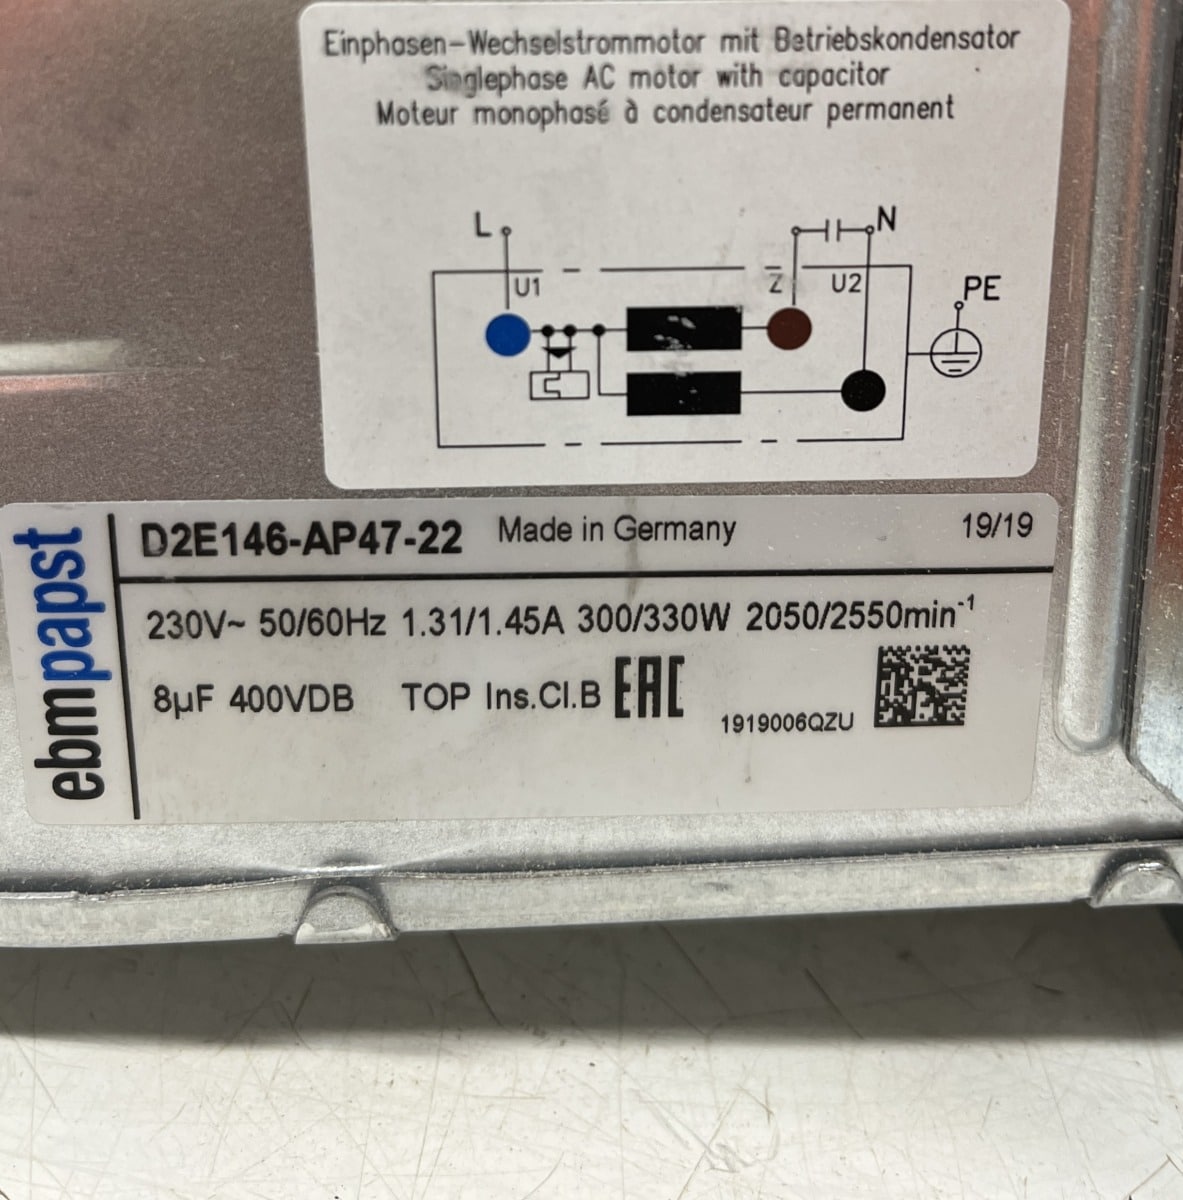 Einphasen-Wechselstrommotor mit Betriebskondensator
Singlephase AC motor with capacitor
Moteur monophasé à condensateur permanent
L
N
U1
Z
U2
PE
ebmpapst
D2E146-AP47-22 Made in Germany 19/19
230V~ 50/60Hz 1.31/1.45A 300/330W 2050/2550min⁻¹
8µF 400VDB TOP Ins.Cl.B EAC
1919006QZU